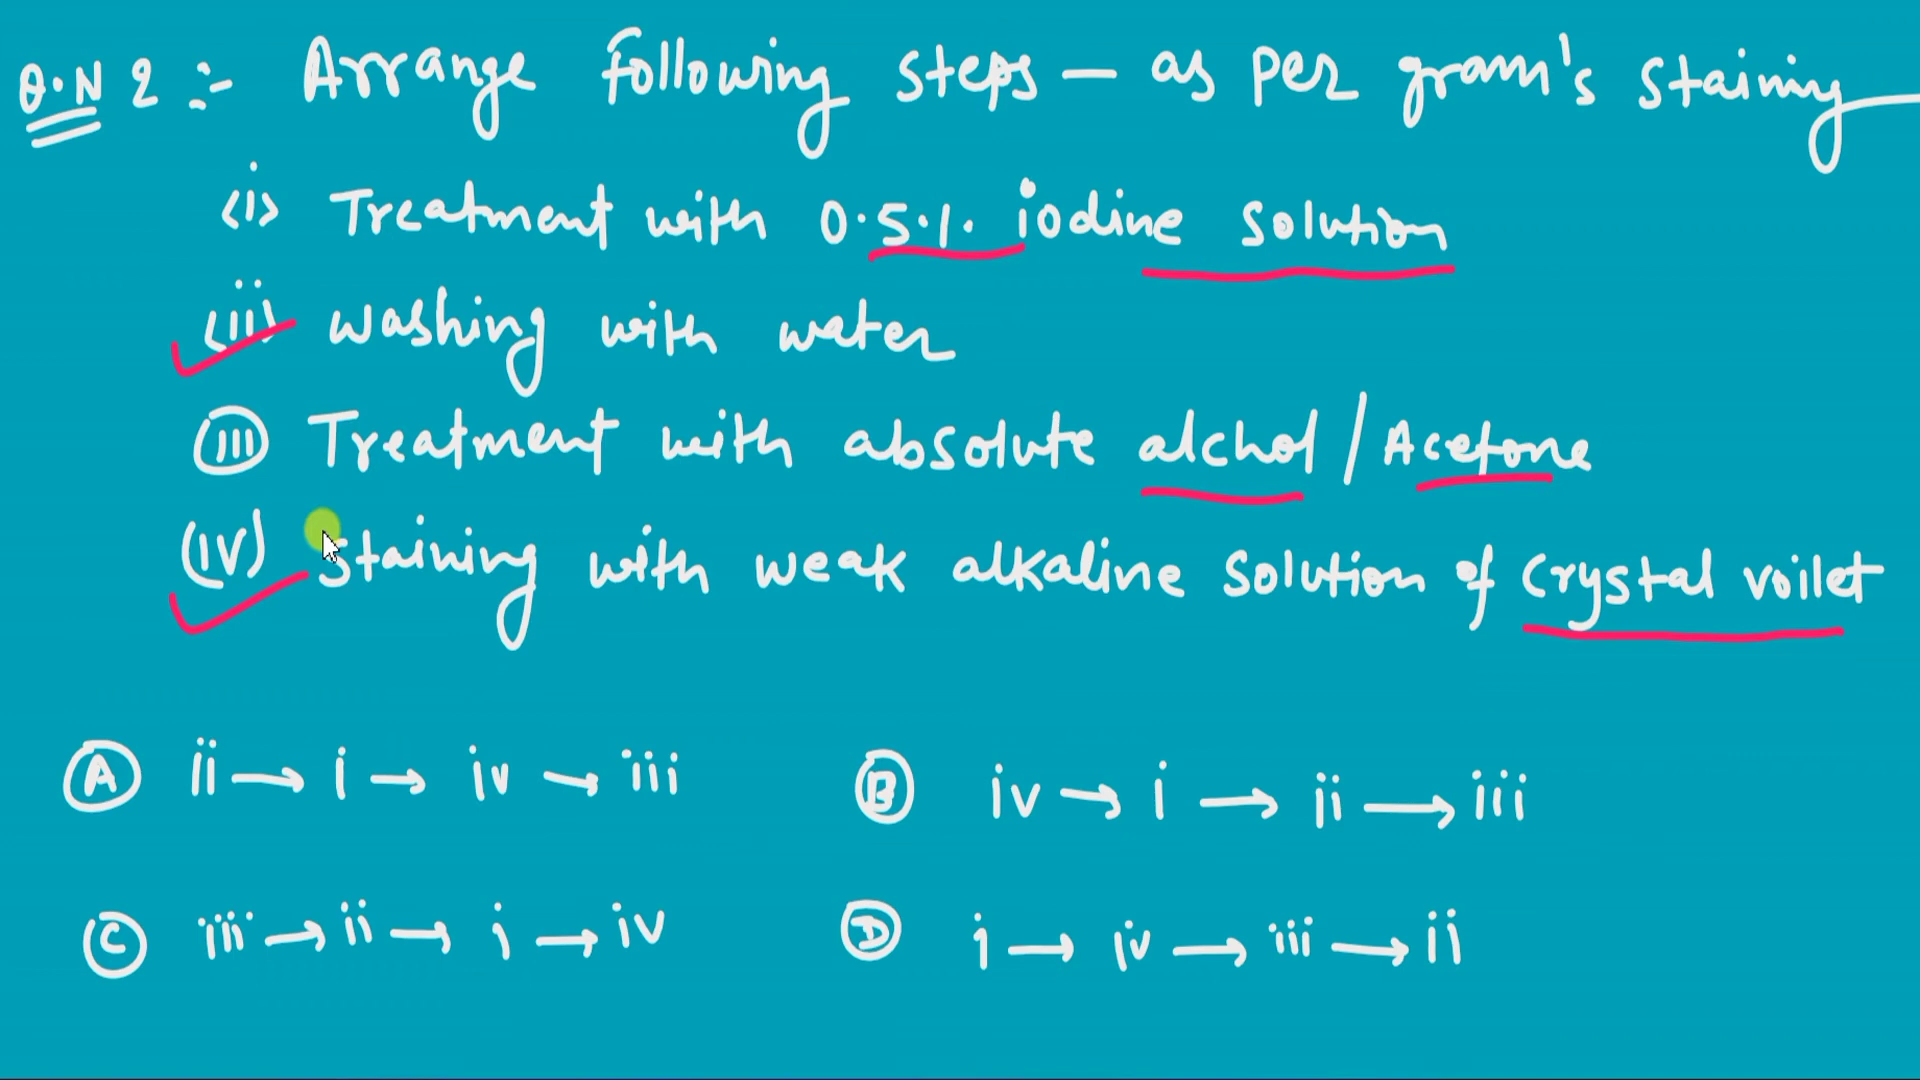 Q.N 2 :- Arrange following steps — as per gram's staining —
(i) Treatment with 0.5.1. iodine solution
(ii) washing with water
(III) Treatment with absolute alchol / Acetone
(IV) Staining with weak alkaline solution of crystal voilet
(A) ii → i → iv → iii (B) iv → i → ii → iii
(C) iii → ii → i → iv (D) i → iv → iii → ii